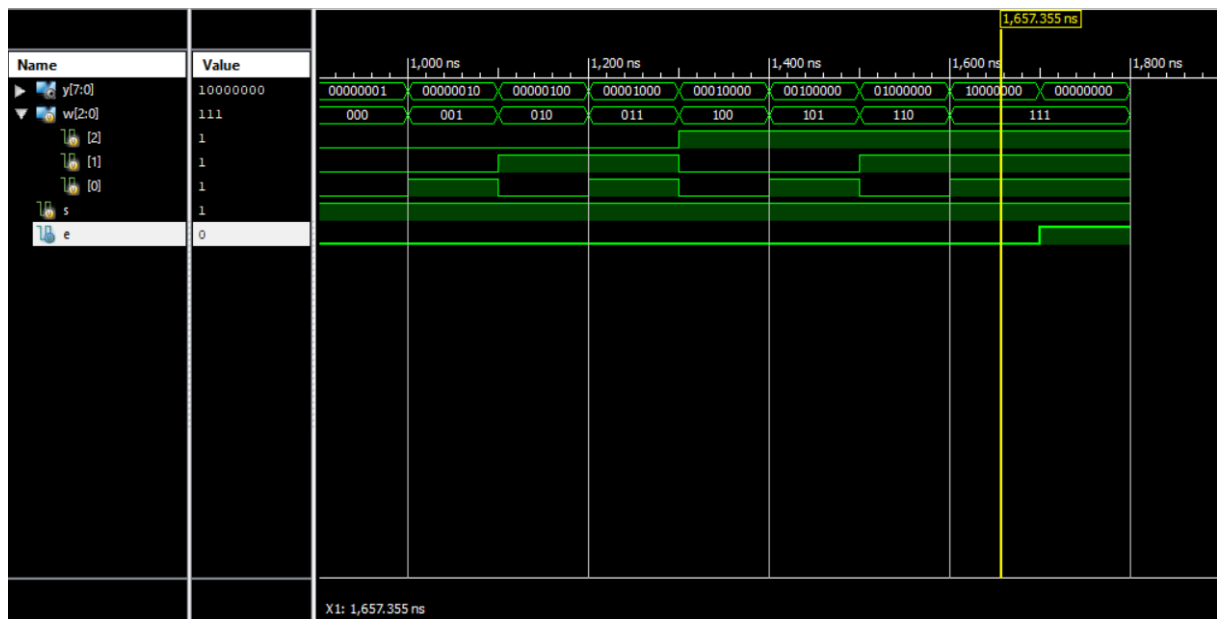 1,657.355 ns
Name Value |1,000 ns |1,200 ns |1,400 ns |1,600 ns |1,800 ns
y[7:0] 10000000 00000001 00000010 00000100 00001000 00010000 00100000 01000000 10000000 00000000
w[2:0] 111 000 001 010 011 100 101 110 111
[2] 1
[1] 1
[0] 1
s 1
e 0
X1: 1,657.355 ns